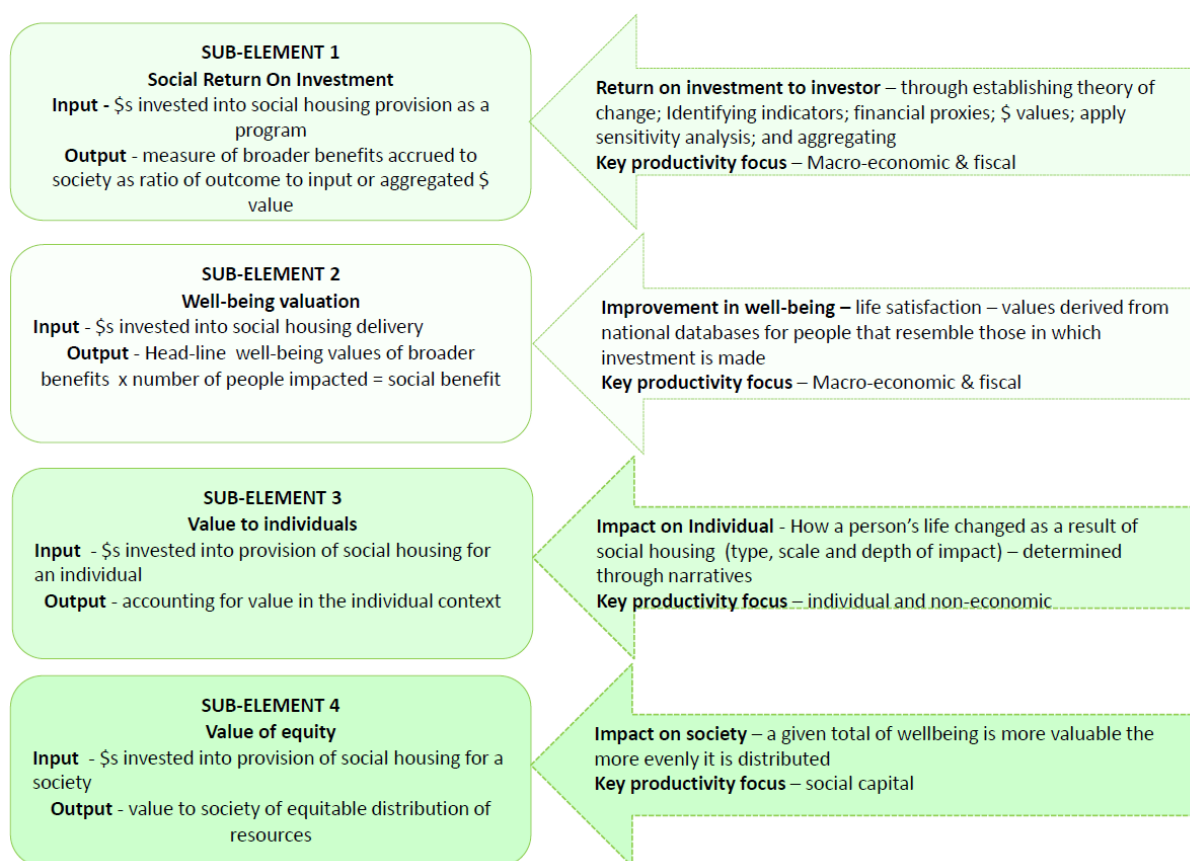 SUB-ELEMENT 1
Social Return On Investment
Input - $s invested into social housing provision as a
program
Output - measure of broader benefits accrued to
society as ratio of outcome to input or aggregated $
value
Return on investment to investor – through establishing theory of
change; Identifying indicators; financial proxies; $ values; apply
sensitivity analysis; and aggregating
Key productivity focus – Macro-economic & fiscal
SUB-ELEMENT 2
Well-being valuation
Input - $s invested into social housing delivery
Output - Head-line well-being values of broader
benefits x number of people impacted = social benefit
Improvement in well-being – life satisfaction – values derived from
national databases for people that resemble those in which
investment is made
Key productivity focus – Macro-economic & fiscal
SUB-ELEMENT 3
Value to individuals
Input - $s invested into provision of social housing for
an individual
Output - accounting for value in the individual context
Impact on Individual - How a person's life changed as a result of
social housing (type, scale and depth of impact) – determined
through narratives
Key productivity focus – individual and non-economic
SUB-ELEMENT 4
Value of equity
Input - $s invested into provision of social housing for a
society
Output - value to society of equitable distribution of
resources
Impact on society – a given total of wellbeing is more valuable the
more evenly it is distributed
Key productivity focus – social capital